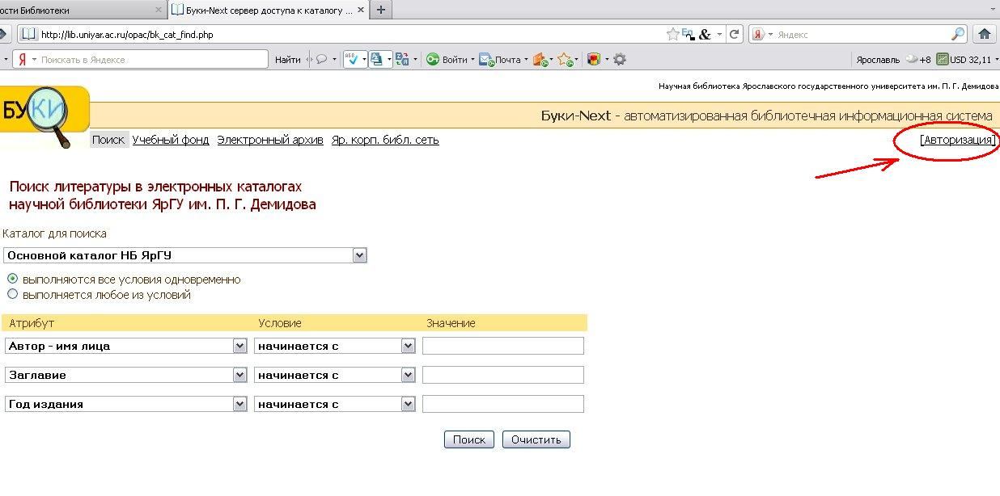 ости Библиотеки
Буки-Next сервер доступа к каталогу ...
http://lib.uniyar.ac.ru/opac/bk_cat_find.php
Яндекс
Поискать в Яндексе
Найти
Войти
Почта
Ярославль
+8
USD 32,11
Научная библиотека Ярославского государственного университета им. П. Г. Демидова
БУКИ
Буки-Next - автоматизированная библиотечная информационная система
Поиск Учебный фонд Электронный архив Яр. корп. библ. сеть
[Авторизация]
Поиск литературы в электронных каталогах
научной библиотеки ЯрГУ им. П. Г. Демидова
Каталог для поиска
Основной каталог НБ ЯрГУ
выполняются все условия одновременно
выполняется любое из условий
Атрибут Условие Значение
Автор - имя лица начинается с
Заглавие начинается с
Год издания начинается с
Поиск Очистить